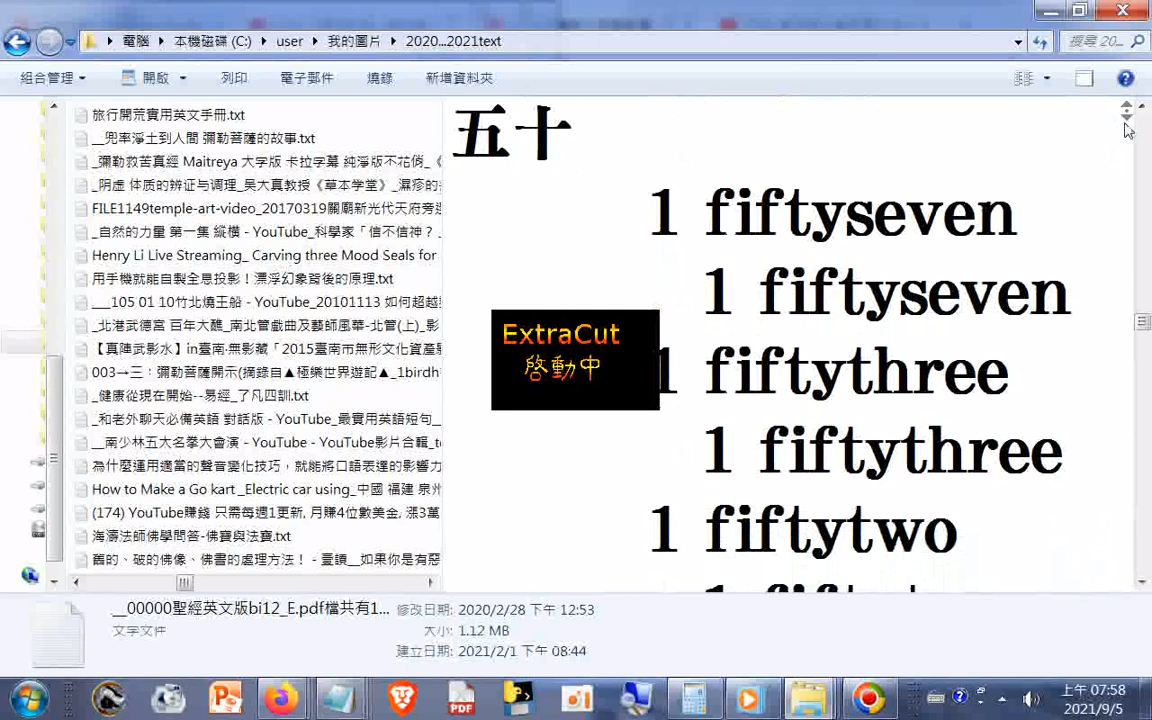 電腦 本機磁碟 (C:) user 我的圖片 2020...2021text
搜尋 20...
組合管理 開啟 列印 電子郵件 燒錄 新增資料夾
旅行開荒實用英文手冊.txt
__兜率淨土到人間 彌勒菩薩的故事.txt
_彌勒救苦真經 Maitreya 大字版 卡拉字幕 純淨版不花俏_《
_阴虚 体质的辨证与调理_吴大真教授《草本学堂》_濕疹的
FILE1149temple-art-video_20170319關廟新光代天府旁邊
_自然的力量 第一集 縱橫 - YouTube_科學家「信不信神？」
Henry Li Live Streaming_ Carving three Mood Seals for
用手機就能自製全息投影！漂浮幻象背後的原理.txt
___105 01 10竹北燒王船 - YouTube_20101113 如何超越
_北港武德宮 百年大醮_南北管戲曲及藝師風華-北管(上)_影
【真陣武影水】in臺南·無影藏「2015臺南市無形文化資產
003→三：彌勒菩薩開示(摘錄自▲極樂世界遊記▲_1birdh
_健康從現在開始--易經_了凡四訓.txt
_和老外聊天必備英語 對話版 - YouTube_最實用英語短句__
__南少林五大名拳大會演 - YouTube - YouTube影片合輯_t
為什麼運用適當的聲音變化技巧，就能將口語表達的影響力
How to Make a Go kart _Electric car using_中國 福建 泉州
(174) YouTube賺錢 只需每週1更新, 月賺4位數美金, 漲3萬
海濤法師佛學問答-佛寶與法寶.txt
舊的、破的佛像、佛書的處理方法！ - 壹讀__如果你是有惡
五十
1 fiftyseven
1 fiftyseven
1 fiftythree
1 fiftythree
1 fiftytwo
ExtraCut
啓動中
__00000聖經英文版bi12_E.pdf檔共有1... 修改日期: 2020/2/28 下午 12:53
文字文件 大小: 1.12 MB
建立日期: 2021/2/1 下午 08:44
上午 07:58
2021/9/5